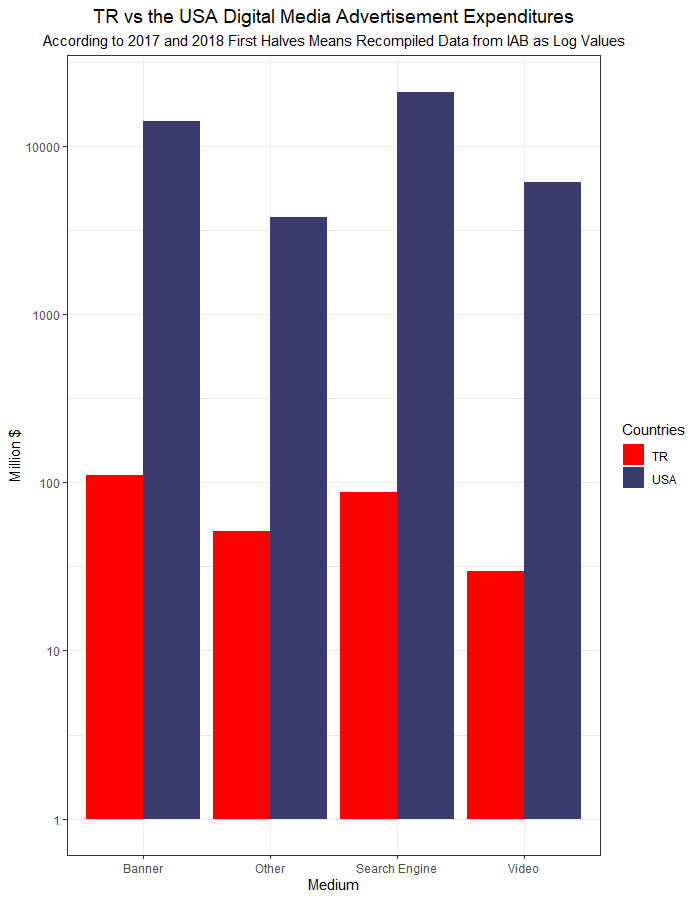 TR vs the USA Digital Media Advertisement Expenditures
According to 2017 and 2018 First Halves Means Recompiled Data from IAB as Log Values
10000
1000
100
10
1
Million $
Banner
Other
Search Engine
Video
Medium
Countries
TR
USA